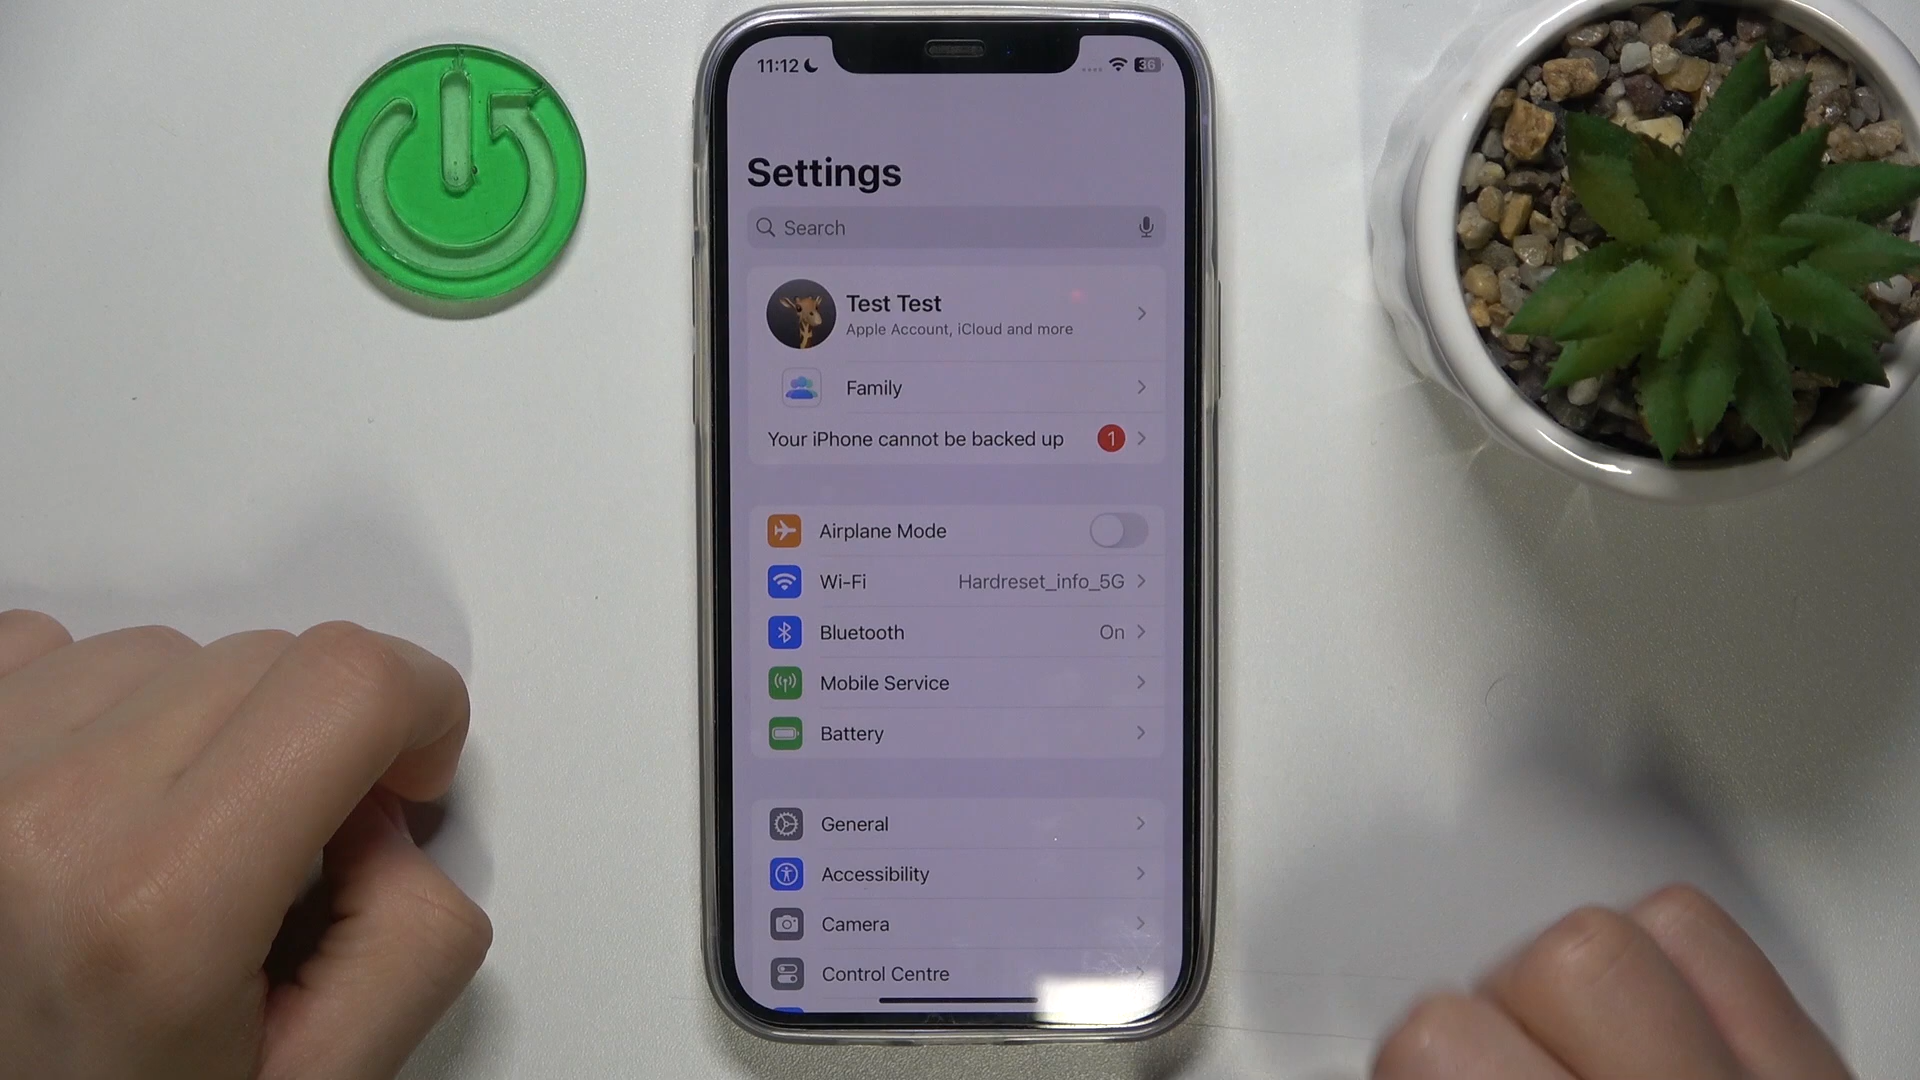 11:12
36
Settings
Search
Test Test
Apple Account, iCloud and more
Family
Your iPhone cannot be backed up 1
Airplane Mode
Wi-Fi Hardreset_info_5G
Bluetooth On
Mobile Service
Battery
General
Accessibility
Camera
Control Centre